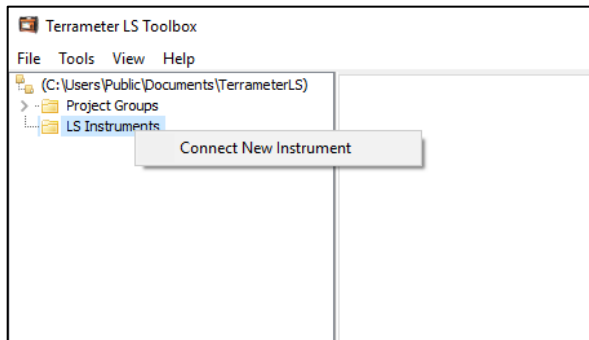 Terrameter LS Toolbox
File Tools View Help
(C:\Users\Public\Documents\TerrameterLS)
Project Groups
LS Instruments
Connect New Instrument